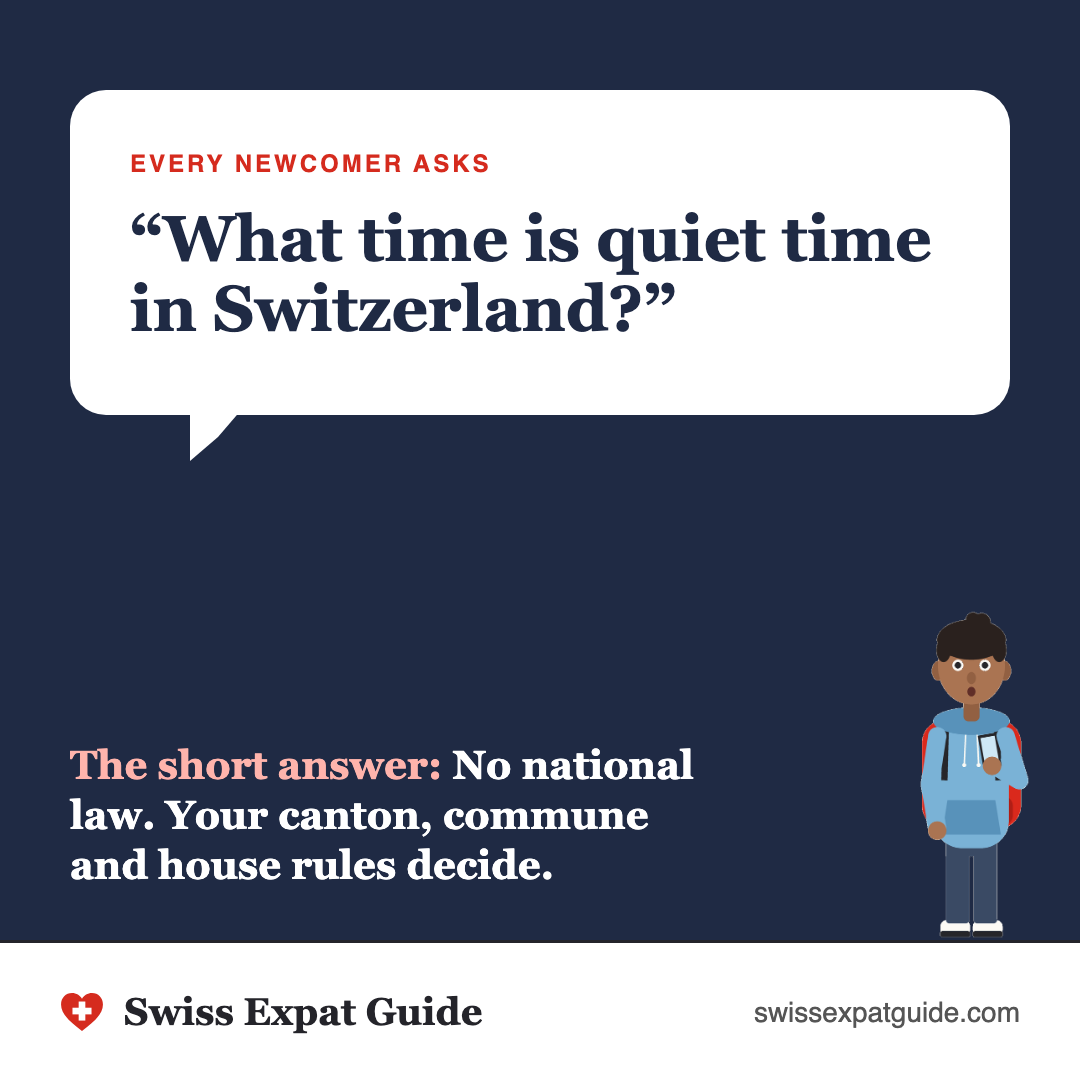 EVERY NEWCOMER ASKS
“What time is quiet time
in Switzerland?”
The short answer: No national
law. Your canton, commune
and house rules decide.
Swiss Expat Guide
swissexpatguide.com